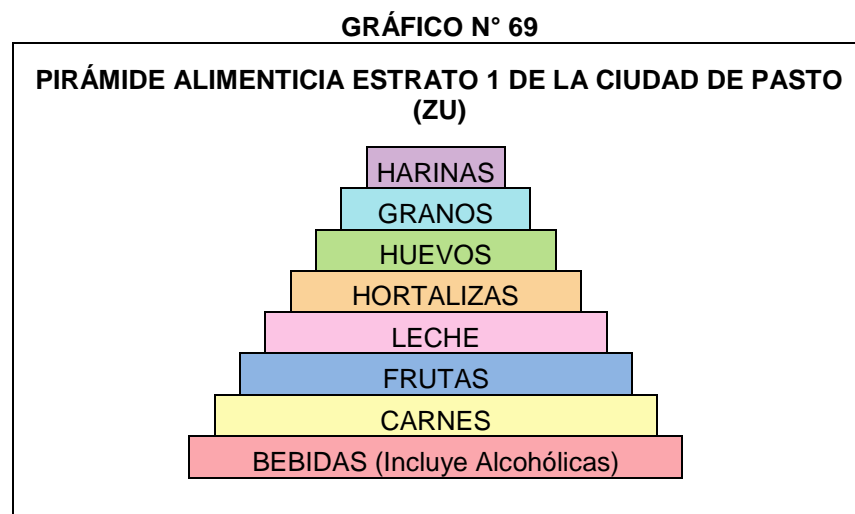 GRÁFICO N° 69
PIRÁMIDE ALIMENTICIA ESTRATO 1 DE LA CIUDAD DE PASTO
(ZU)
HARINAS
GRANOS
HUEVOS
HORTALIZAS
LECHE
FRUTAS
CARNES
BEBIDAS (Incluye Alcohólicas)